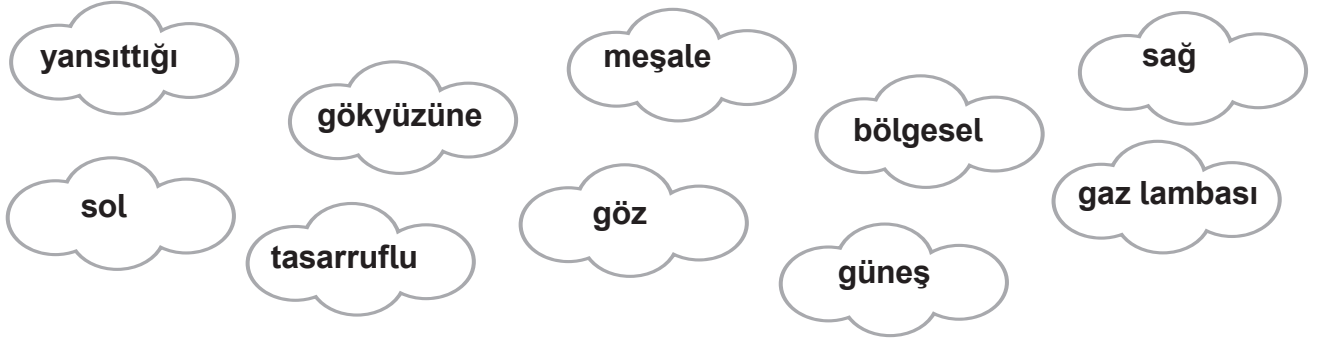 yansıttığı
meşale
sağ
gökyüzüne
bölgesel
sol
göz
gaz lambası
tasarruflu
güneş